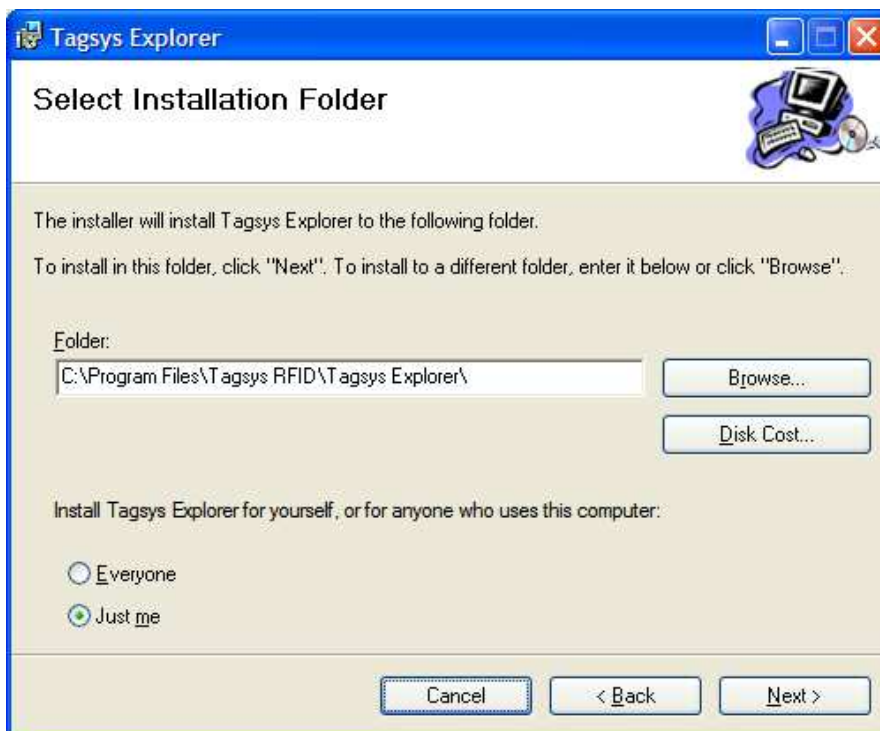 Tagsys Explorer
Select Installation Folder
The installer will install Tagsys Explorer to the following folder.
To install in this folder, click "Next". To install to a different folder, enter it below or click "Browse".
Folder:
C:\Program Files\Tagsys RFID\Tagsys Explorer\
Browse...
Disk Cost...
Install Tagsys Explorer for yourself, or for anyone who uses this computer:
Everyone
Just me
Cancel
< Back
Next >